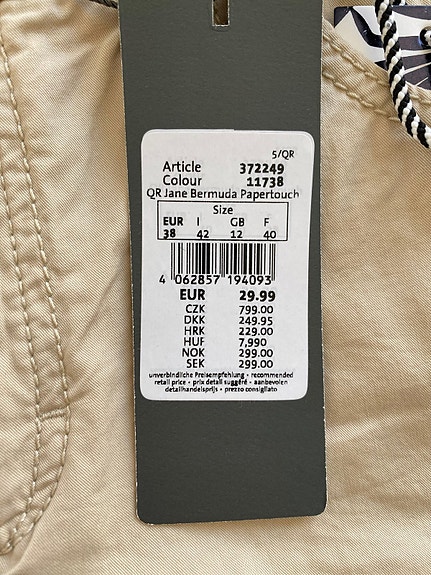 5/QR
Article 372249
Colour 11738
QR Jane Bermuda Papertouch
Size
EUR I GB F
38 42 12 40
4 062857 194093
EUR 29.99
CZK 799.00
DKK 249.95
HRK 229.00
HUF 7,990
NOK 299.00
SEK 299.00
unverbindliche Preisempfehlung • recommended
retail price • prix detail suggéré • aanbevolen
detailhandelsprijs • prezzo consigliato